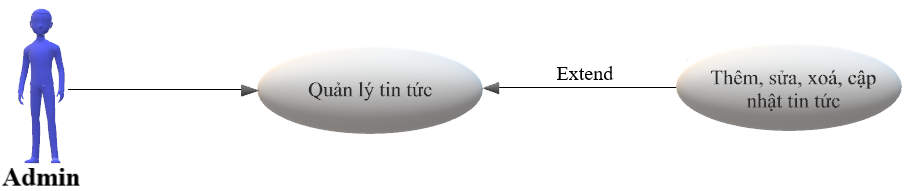 Extend
Quản lý tin tức
Thêm, sửa, xoá, cập
nhật tin tức
Admin